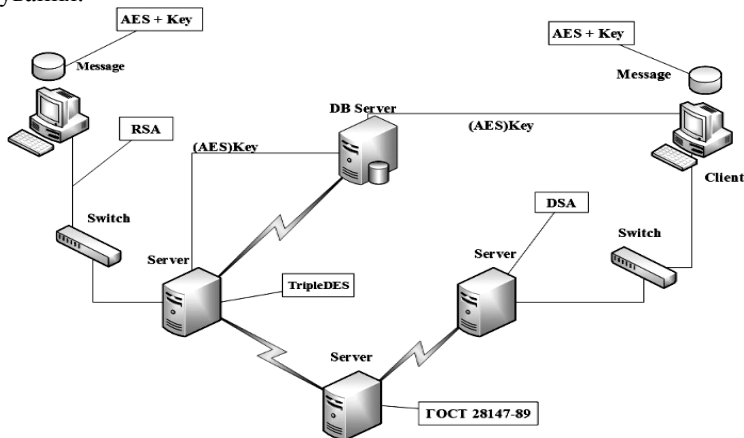 AES + Key
AES + Key
Message
Message
DB Server
RSA
(AES)Key
(AES)Key
Client
DSA
Switch
Switch
Server
Server
TripleDES
Server
ГОСТ 28147-89